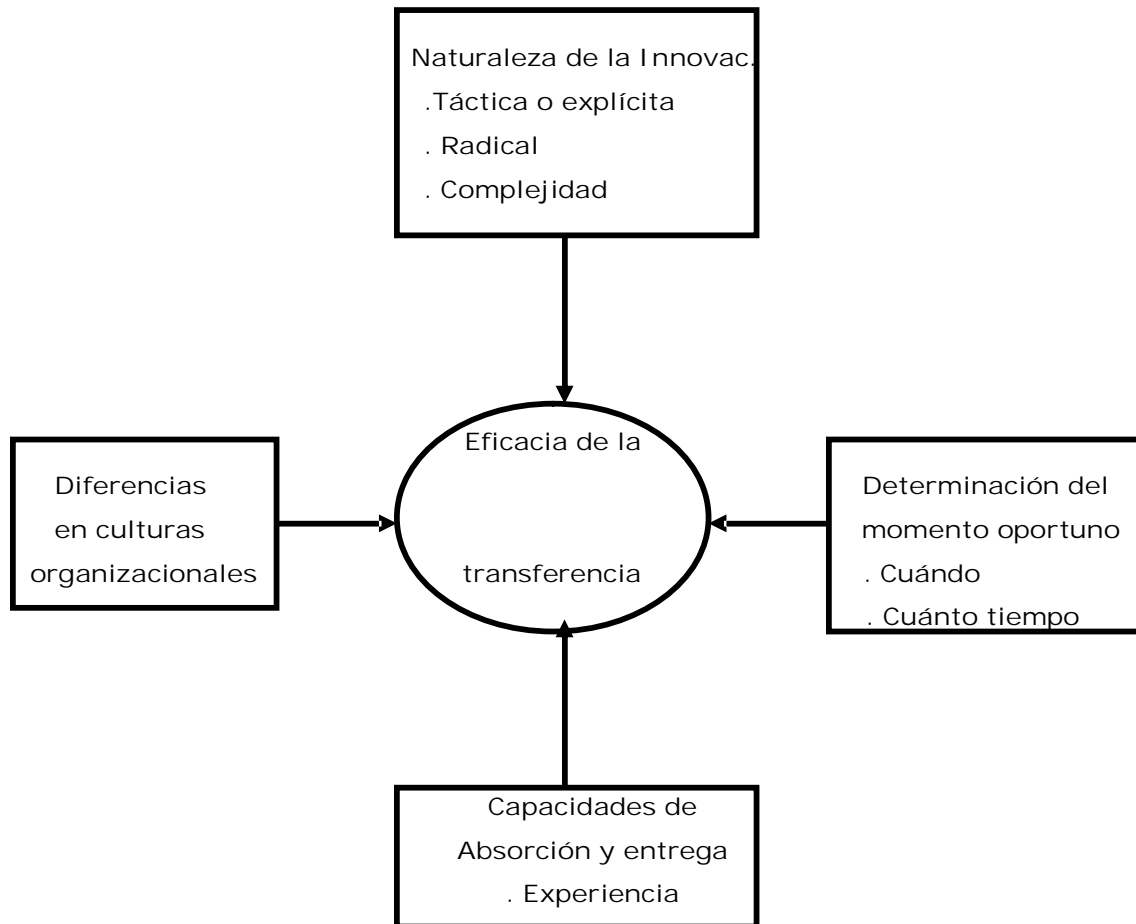 Naturaleza de la Innovac.
.Táctica o explícita
. Radical
. Complejidad
Eficacia de la
transferencia
Diferencias
en culturas
organizacionales
Determinación del
momento oportuno
. Cuándo
. Cuánto tiempo
Capacidades de
Absorción y entrega
. Experiencia